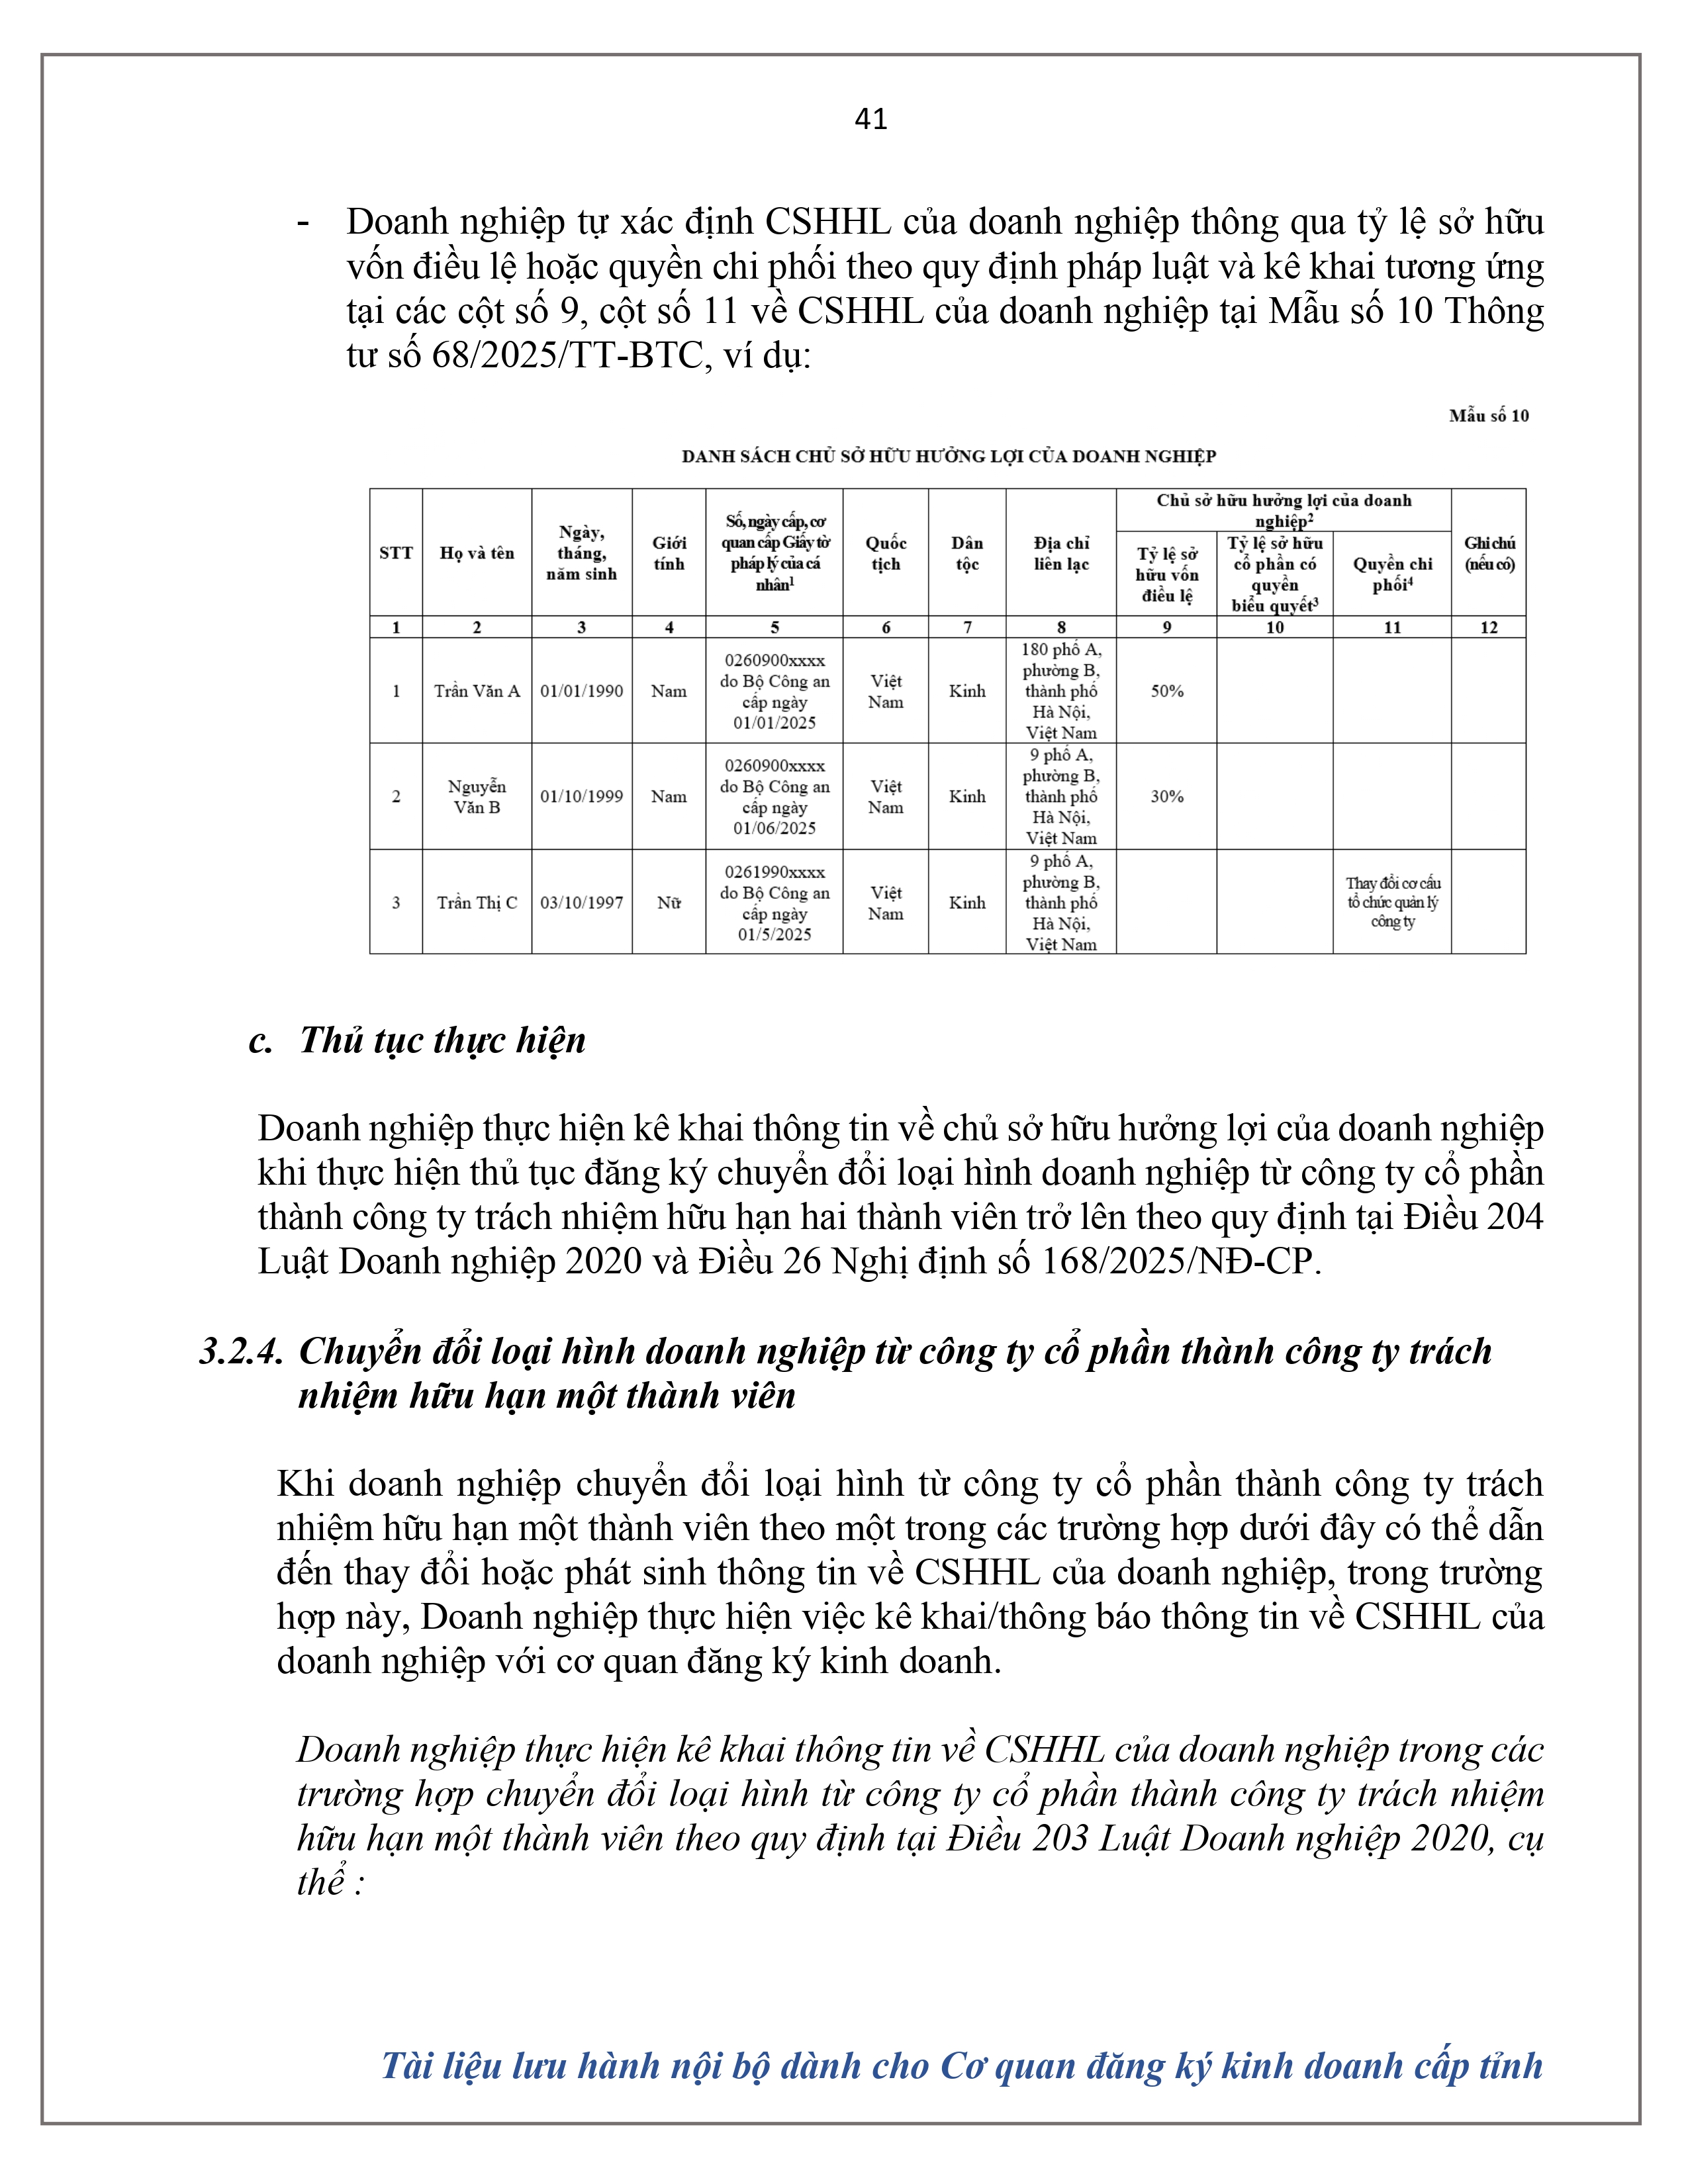 41
- Doanh nghiệp tự xác định CSHHL của doanh nghiệp thông qua tỷ lệ sở hữu
vốn điều lệ hoặc quyền chi phối theo quy định pháp luật và kê khai tương ứng
tại các cột số 9, cột số 11 về CSHHL của doanh nghiệp tại Mẫu số 10 Thông
tư số 68/2025/TT-BTC, ví dụ:
Mẫu số 10
DANH SÁCH CHỦ SỞ HỮU HƯỞNG LỢI CỦA DOANH NGHIỆP
STT Họ và tên Ngày, tháng, năm sinh Giới tính Số, ngày cấp, cơ quan cấp Giấy tờ pháp lý của cá nhân¹ Quốc tịch Dân tộc Địa chỉ liên lạc Chủ sở hữu hưởng lợi của doanh nghiệp² Ghi chú (nếu có)
Tỷ lệ sở hữu vốn điều lệ Tỷ lệ sở hữu cổ phần có quyền biểu quyết³ Quyền chi phối⁴
1 2 3 4 5 6 7 8 9 10 11 12
1 Trần Văn A 01/01/1990 Nam 0260900xxxx do Bộ Công an cấp ngày 01/01/2025 Việt Nam Kinh 180 phố A, phường B, thành phố Hà Nội, Việt Nam 50%
2 Nguyễn Văn B 01/10/1999 Nam 0260900xxxx do Bộ Công an cấp ngày 01/06/2025 Việt Nam Kinh 9 phố A, phường B, thành phố Hà Nội, Việt Nam 30%
3 Trần Thị C 03/10/1997 Nữ 0261990xxxx do Bộ Công an cấp ngày 01/5/2025 Việt Nam Kinh 9 phố A, phường B, thành phố Hà Nội, Việt Nam Thay đổi cơ cấu tổ chức quản lý công ty
c. Thủ tục thực hiện
Doanh nghiệp thực hiện kê khai thông tin về chủ sở hữu hưởng lợi của doanh nghiệp
khi thực hiện thủ tục đăng ký chuyển đổi loại hình doanh nghiệp từ công ty cổ phần
thành công ty trách nhiệm hữu hạn hai thành viên trở lên theo quy định tại Điều 204
Luật Doanh nghiệp 2020 và Điều 26 Nghị định số 168/2025/NĐ-CP.
3.2.4. Chuyển đổi loại hình doanh nghiệp từ công ty cổ phần thành công ty trách
nhiệm hữu hạn một thành viên
Khi doanh nghiệp chuyển đổi loại hình từ công ty cổ phần thành công ty trách
nhiệm hữu hạn một thành viên theo một trong các trường hợp dưới đây có thể dẫn
đến thay đổi hoặc phát sinh thông tin về CSHHL của doanh nghiệp, trong trường
hợp này, Doanh nghiệp thực hiện việc kê khai/thông báo thông tin về CSHHL của
doanh nghiệp với cơ quan đăng ký kinh doanh.
Doanh nghiệp thực hiện kê khai thông tin về CSHHL của doanh nghiệp trong các
trường hợp chuyển đổi loại hình từ công ty cổ phần thành công ty trách nhiệm
hữu hạn một thành viên theo quy định tại Điều 203 Luật Doanh nghiệp 2020, cụ
thể :
Tài liệu lưu hành nội bộ dành cho Cơ quan đăng ký kinh doanh cấp tỉnh